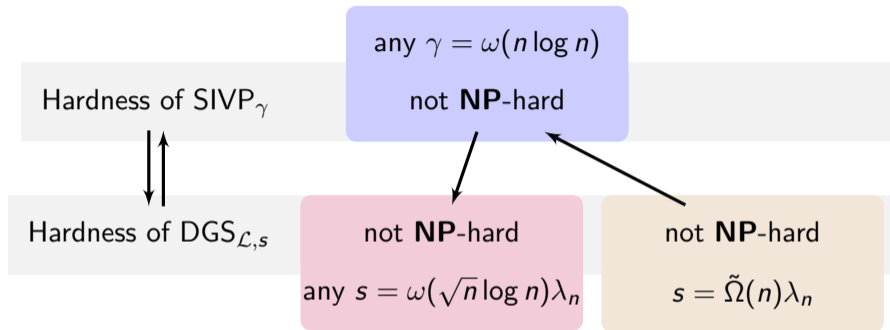 any γ = ω(n log n)
Hardness of SIVP_γ
not NP-hard
Hardness of DGS_{ℒ,s}
not NP-hard
not NP-hard
any s = ω(√n log n)λ_n
s = Ω̃(n)λ_n